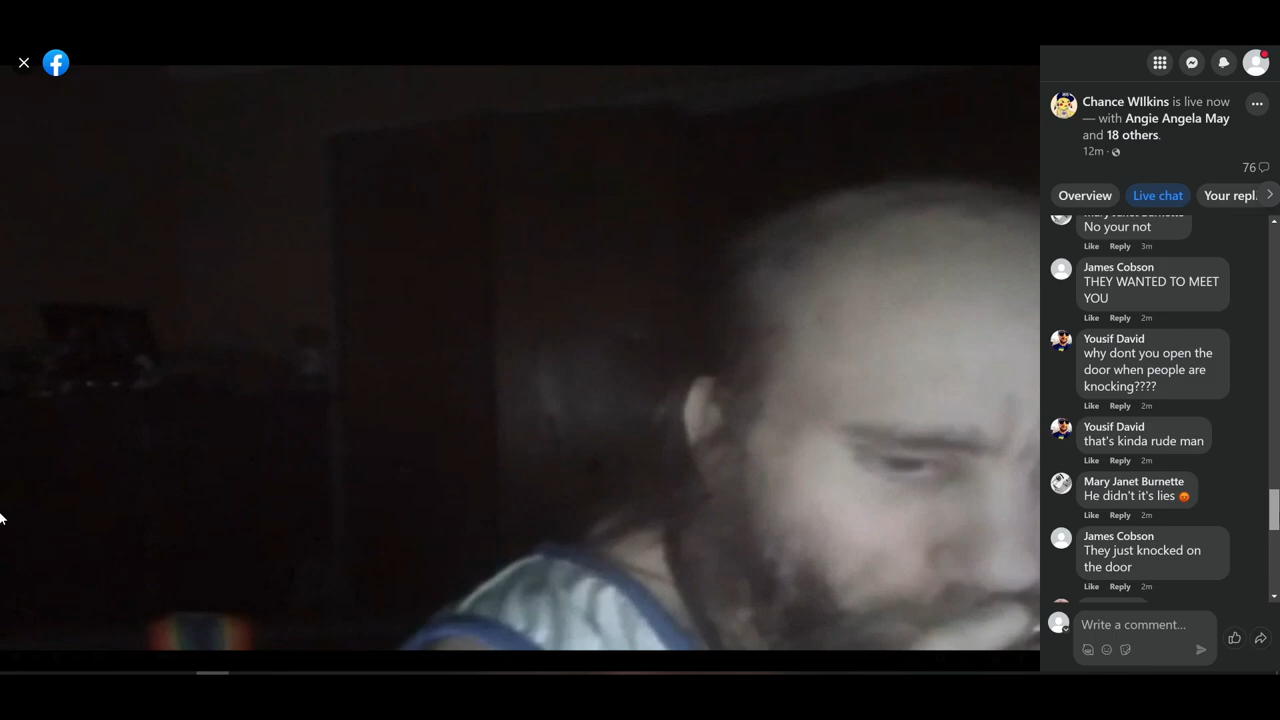 Chance WIlkins is live now
— with Angie Angela May
and 18 others.
12m
76
Overview
Live chat
Your repl.
No your not
Like Reply 3m
James Cobson
THEY WANTED TO MEET
YOU
Like Reply 2m
Yousif David
why dont you open the
door when people are
knocking????
Like Reply 2m
Yousif David
that's kinda rude man
Like Reply 2m
Mary Janet Burnette
He didn't it's lies 😡
Like Reply 2m
James Cobson
They just knocked on
the door
Like Reply 2m
Write a comment...